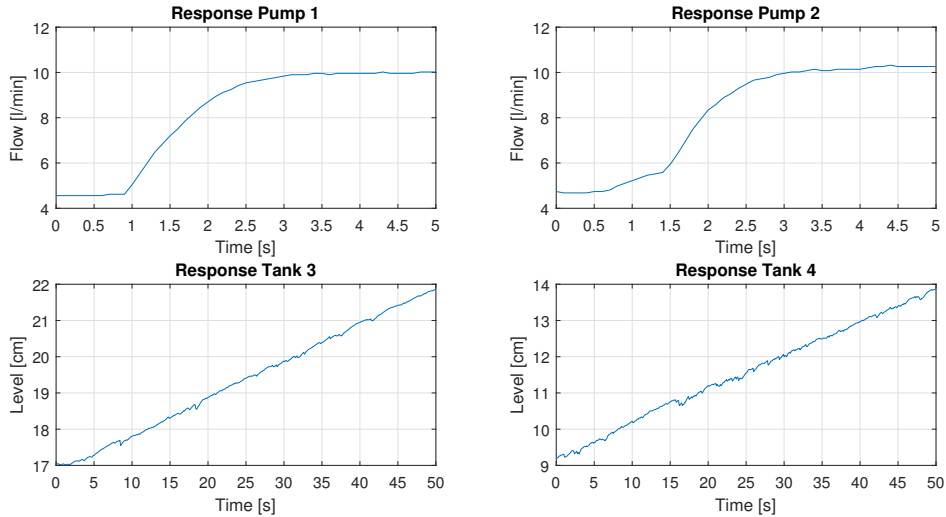 Response Pump 1
12
10
8
6
4
Flow [l/min]
0 0.5 1 1.5 2 2.5 3 3.5 4 4.5 5
Time [s]
Response Pump 2
12
10
8
6
4
Flow [l/min]
0 0.5 1 1.5 2 2.5 3 3.5 4 4.5 5
Time [s]
Response Tank 3
22
21
20
19
18
17
Level [cm]
0 5 10 15 20 25 30 35 40 45 50
Time [s]
Response Tank 4
14
13
12
11
10
9
Level [cm]
0 5 10 15 20 25 30 35 40 45 50
Time [s]